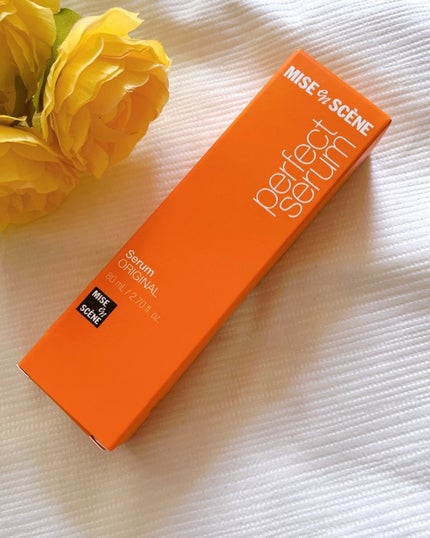 MISE en SCÈNE
perfect
serum
Serum
ORIGINAL
80 mL / 2.70 fl. oz.
MISE
en
SCÈNE